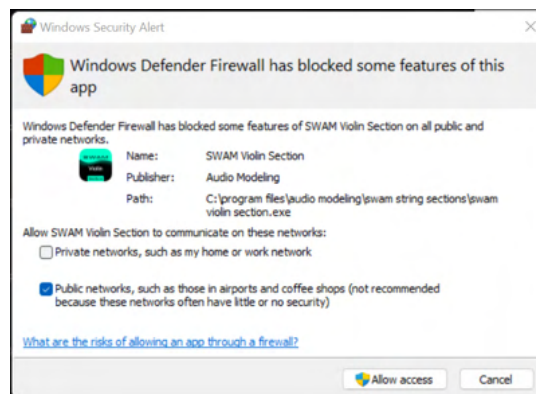 Windows Security Alert
Windows Defender Firewall has blocked some features of this
app
Windows Defender Firewall has blocked some features of SWAM Violin Section on all public and
private networks.
Violin
Name: SWAM Violin Section
Publisher: Audio Modeling
Path: C:\program files\audio modeling\swam string sections\swam
violin section.exe
Allow SWAM Violin Section to communicate on these networks:
Private networks, such as my home or work network
Public networks, such as those in airports and coffee shops (not recommended
because these networks often have little or no security)
What are the risks of allowing an app through a firewall?
Allow access Cancel